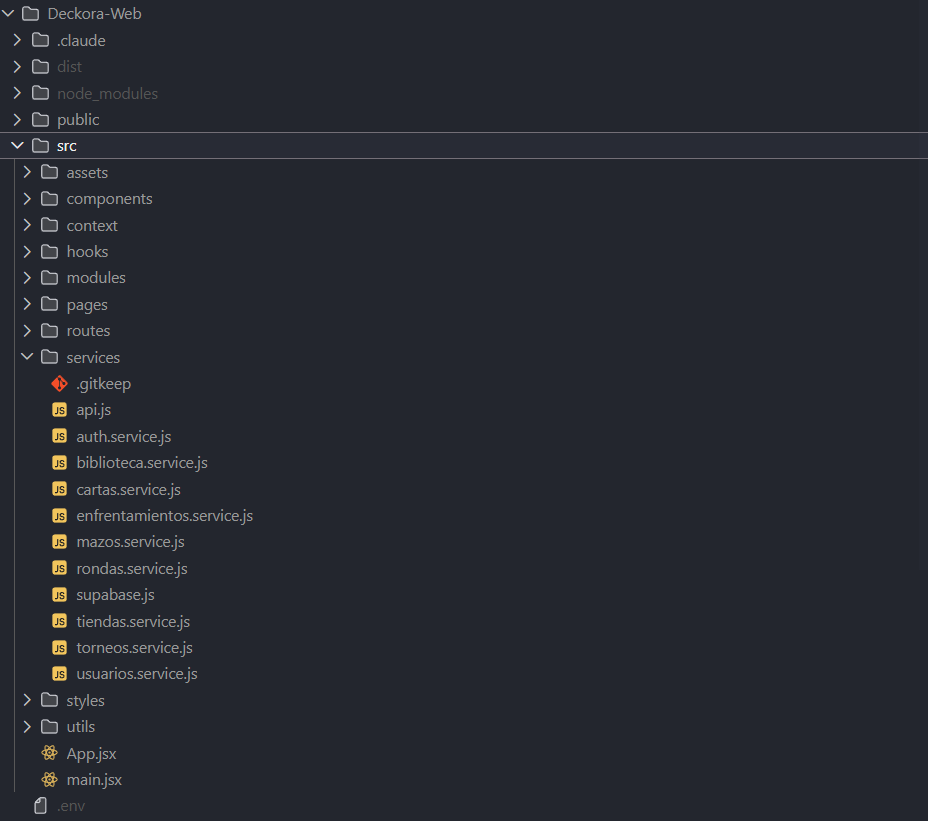 Deckora-Web
.claude
dist
node_modules
public
src
assets
components
context
hooks
modules
pages
routes
services
.gitkeep
JS api.js
JS auth.service.js
JS biblioteca.service.js
JS cartas.service.js
JS enfrentamientos.service.js
JS mazos.service.js
JS rondas.service.js
JS supabase.js
JS tiendas.service.js
JS torneos.service.js
JS usuarios.service.js
styles
utils
App.jsx
main.jsx
.env